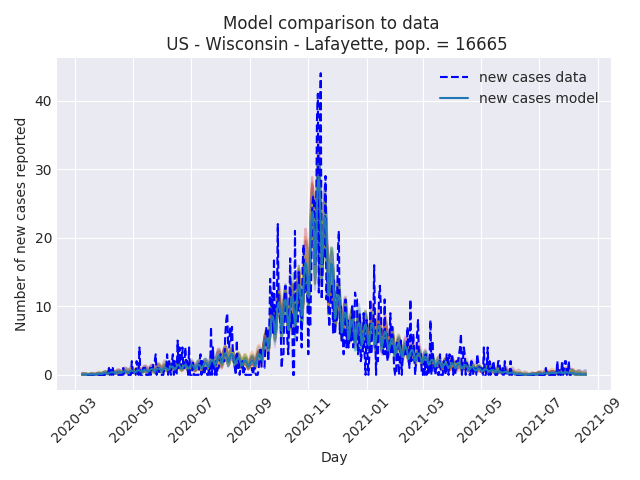 Model comparison to data
US - Wisconsin - Lafayette, pop. = 16665
new cases data
new cases model
Number of new cases reported
40
30
20
10
0
2020-03
2020-05
2020-07
2020-09
2020-11
2021-01
2021-03
2021-05
2021-07
2021-09
Day